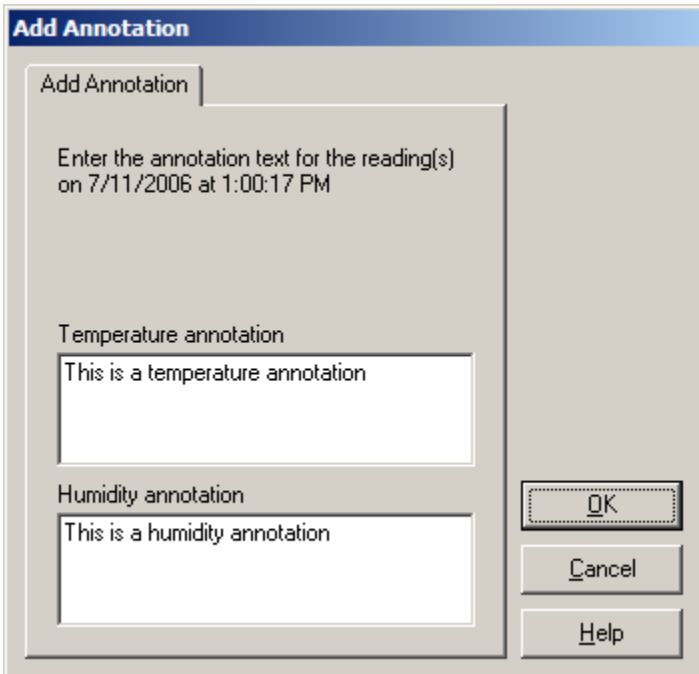 Add Annotation
Add Annotation
Enter the annotation text for the reading(s)
on 7/11/2006 at 1:00:17 PM
Temperature annotation
This is a temperature annotation
Humidity annotation
This is a humidity annotation
OK
Cancel
Help